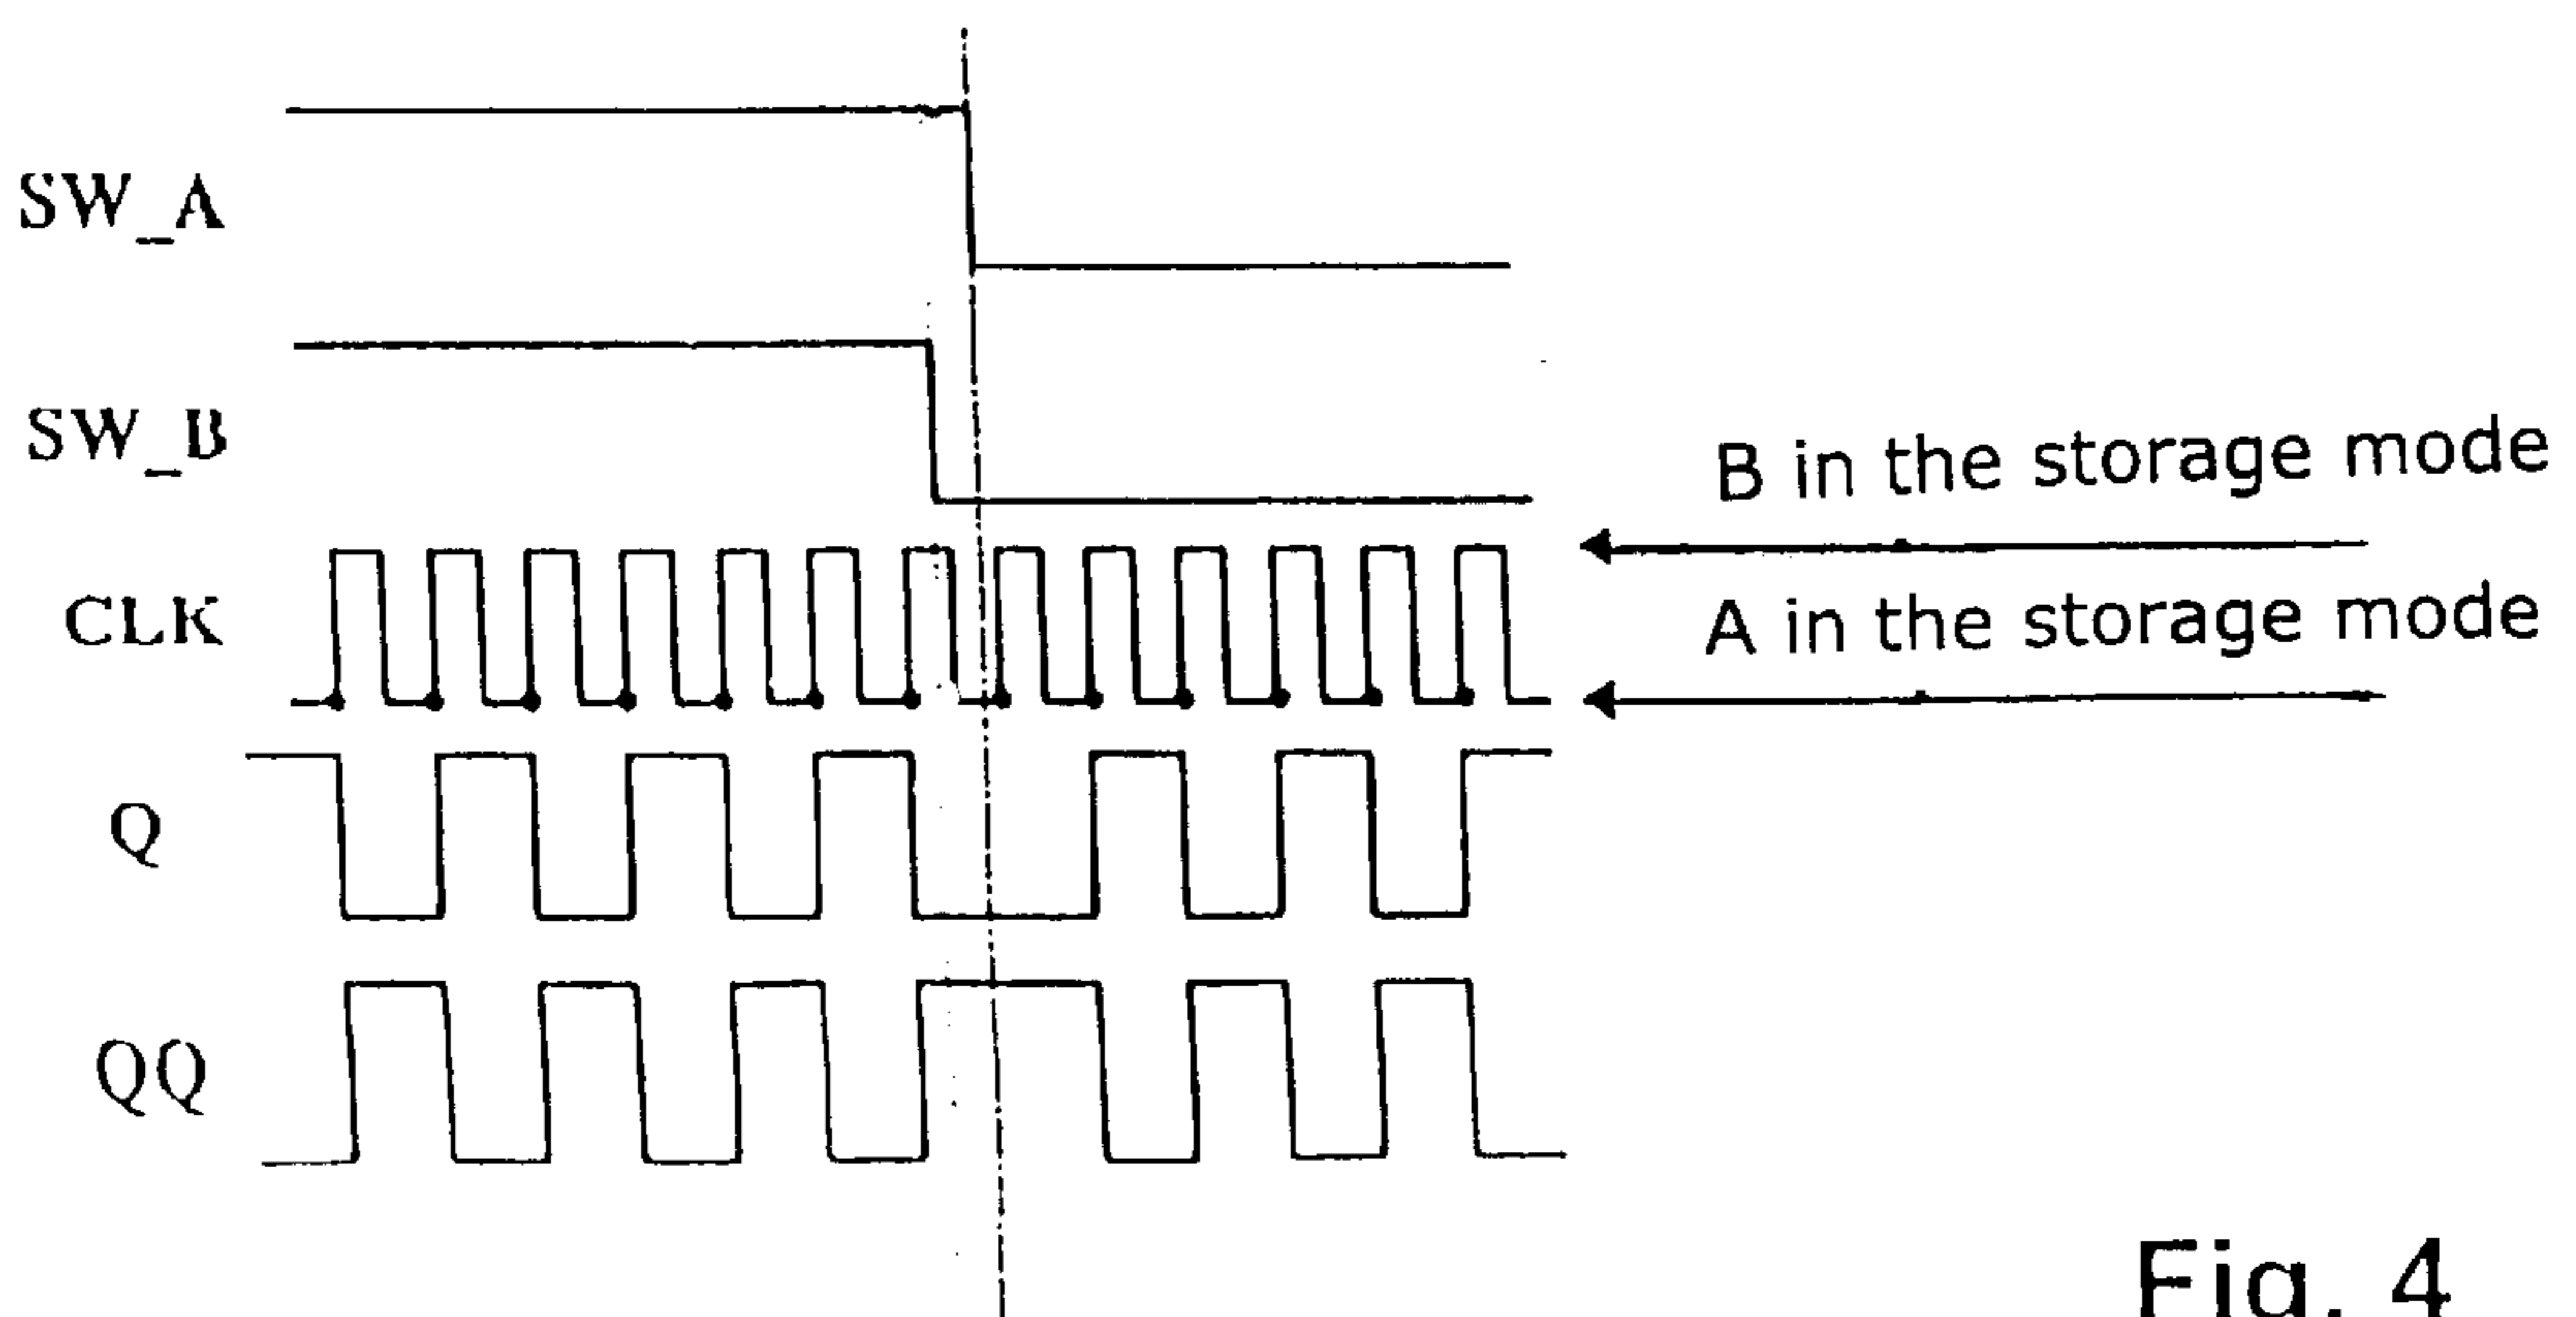 SW_A
SW_B
B in the storage mode
CLK
A in the storage mode
Q
QQ
Fig. 4